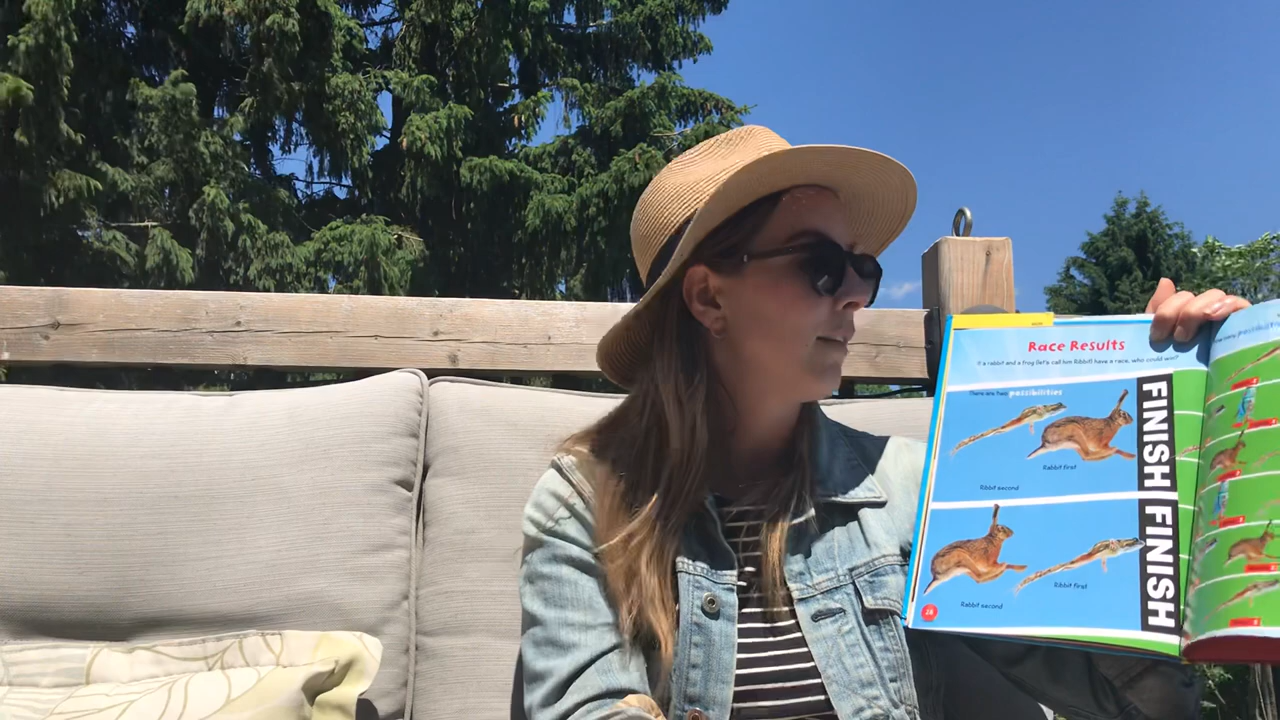 Race Results
If a rabbit and a frog (let's call him Ribbit) have a race, who could win?
There are two possibilities
Rabbit first
Ribbit second
FINISH
Ribbit first
Rabbit second
FINISH